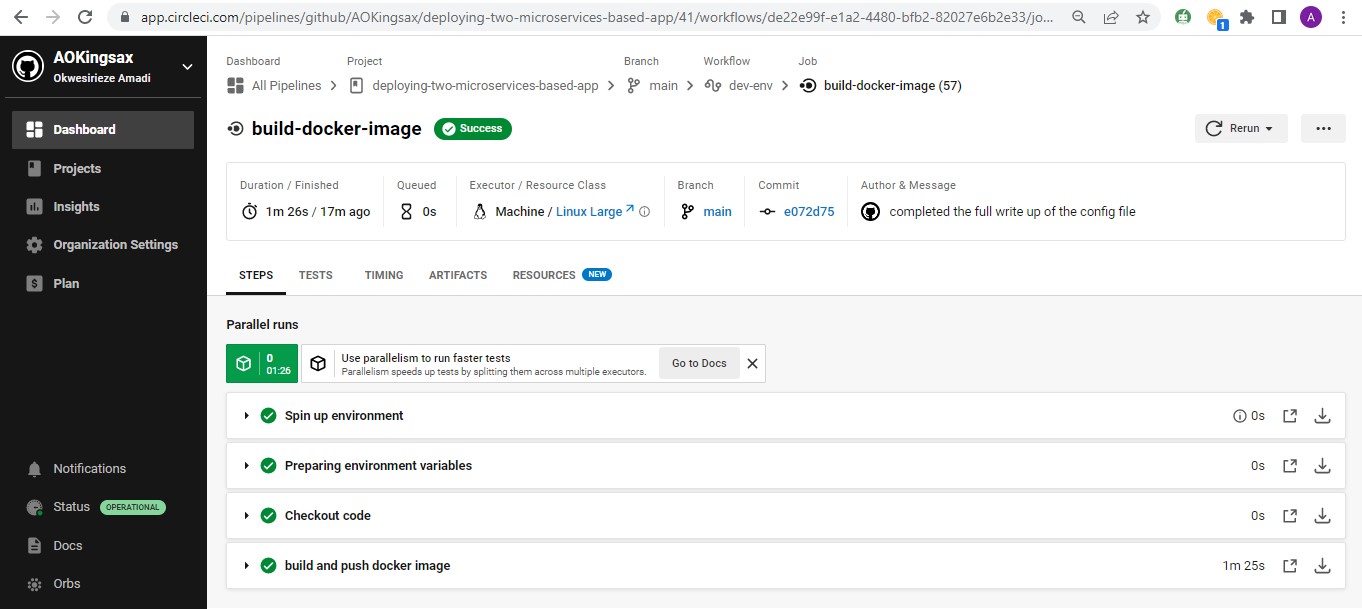 app.circleci.com/pipelines/github/AOKingsax/deploying-two-microservices-based-app/41/workflows/de22e99f-e1a2-4480-bfb2-82027e6b2e33/jo...
1
A
AOKingsax
Okwesirieze Amadi
Dashboard
Projects
Insights
Organization Settings
Plan
Notifications
Status OPERATIONAL
Docs
Orbs
Dashboard Project Branch Workflow Job
All Pipelines deploying-two-microservices-based-app main dev-env build-docker-image (57)
build-docker-image Success
Rerun
Duration / Finished Queued Executor / Resource Class Branch Commit Author & Message
1m 26s / 17m ago 0s Machine / Linux Large main e072d75 completed the full write up of the config file
STEPS TESTS TIMING ARTIFACTS RESOURCES NEW
Parallel runs
0
01:26
Use parallelism to run faster tests
Parallelism speeds up tests by splitting them across multiple executors.
Go to Docs
Spin up environment 0s
Preparing environment variables 0s
Checkout code 0s
build and push docker image 1m 25s